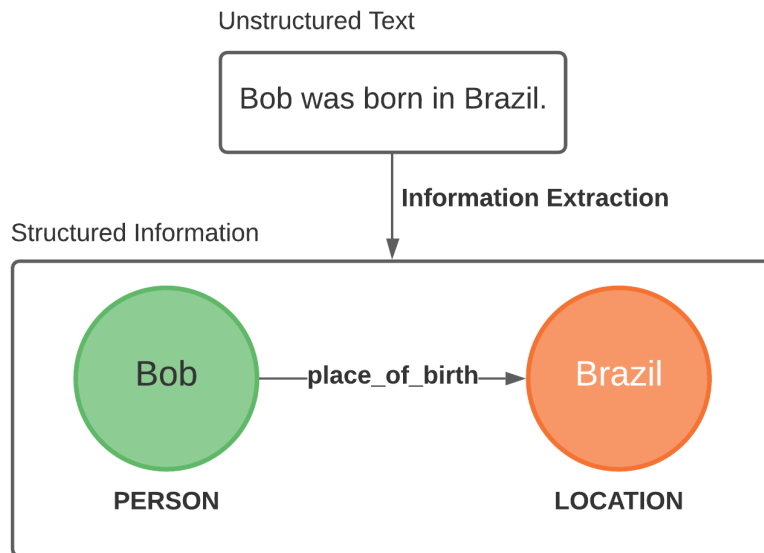 Unstructured Text
Bob was born in Brazil.
Information Extraction
Structured Information
Bob
place_of_birth
Brazil
PERSON
LOCATION